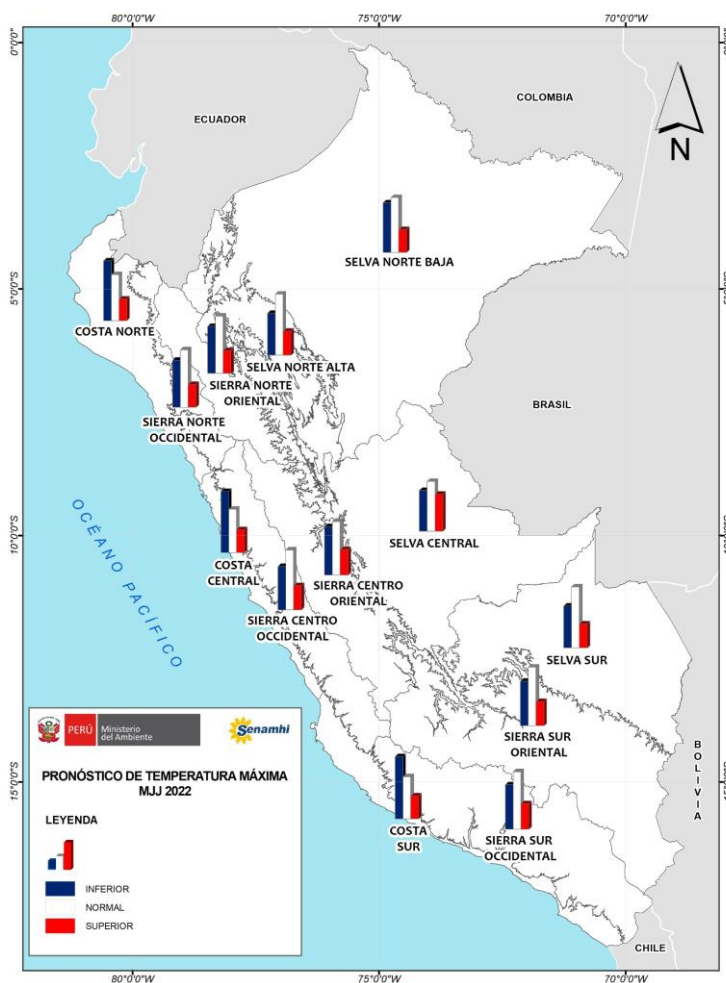 80°0'0"W
75°0'0"W
70°0'0"W
0°0'0"
COLOMBIA
ECUADOR
N
SELVA NORTE BAJA
5°0'0"S
COSTA NORTE
SELVA NORTE ALTA
SIERRA NORTE
ORIENTAL
SIERRA NORTE
OCCIDENTAL
BRASIL
SELVA CENTRAL
10°0'0"S
COSTA
CENTRAL
SIERRA CENTRO
ORIENTAL
SIERRA CENTRO
OCCIDENTAL
OCÉANO PACÍFICO
SELVA SUR
SIERRA SUR
ORIENTAL
BOLIVIA
15°0'0"S
COSTA
SUR
SIERRA SUR
OCCIDENTAL
CHILE
PERÚ
Ministerio
del Ambiente
Senamhi
PRONÓSTICO DE TEMPERATURA MÁXIMA
MJJ 2022
LEYENDA
INFERIOR
NORMAL
SUPERIOR
80°0'0"W
75°0'0"W
70°0'0"W